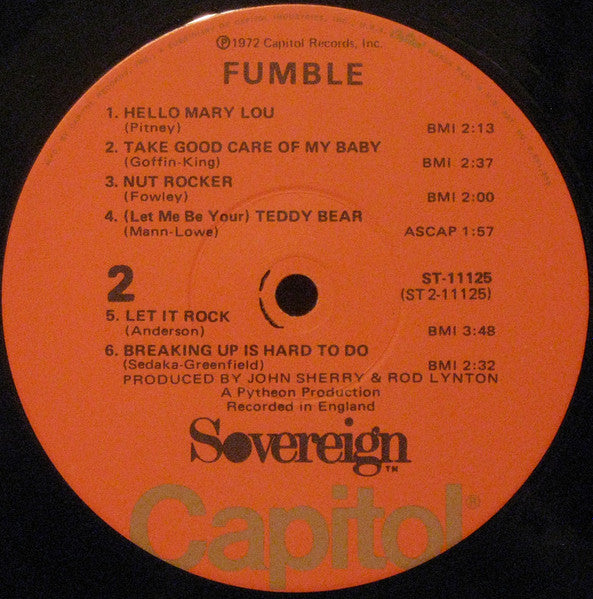 ℗1972 Capitol Records, Inc.
FUMBLE
1. HELLO MARY LOU
(Pitney) BMI 2:13
2. TAKE GOOD CARE OF MY BABY
(Goffin-King) BMI 2:37
3. NUT ROCKER
(Fowley) BMI 2:00
4. (Let Me Be Your) TEDDY BEAR
(Mann-Lowe) ASCAP 1:57
2 ST-11125
(ST2-11125)
5. LET IT ROCK
(Anderson) BMI 3:48
6. BREAKING UP IS HARD TO DO
(Sedaka-Greenfield) BMI 2:32
PRODUCED BY JOHN SHERRY & ROD LYNTON
A Pytheon Production
Recorded in England
Sovereign™
Capitol®